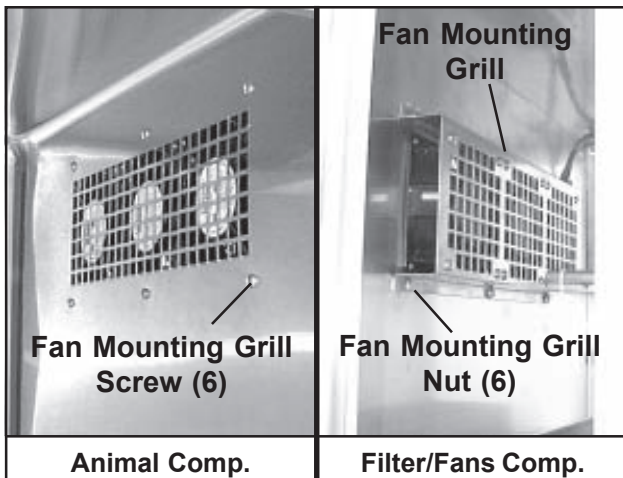 Fan Mounting Grill
Screw (6)
Animal Comp.
Fan Mounting
Grill
Fan Mounting Grill
Nut (6)
Filter/Fans Comp.